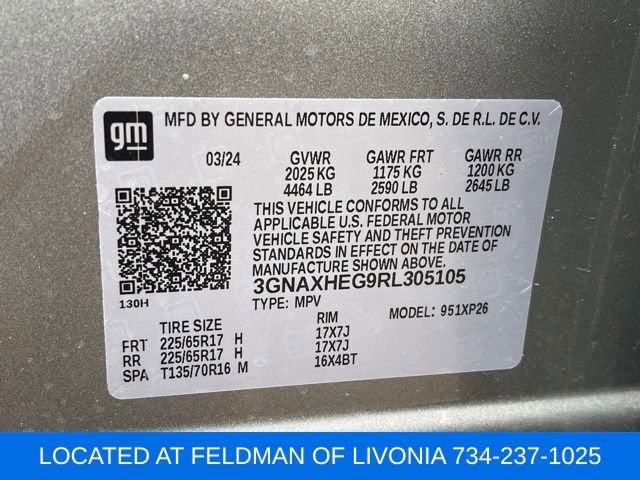 gm
MFD BY GENERAL MOTORS DE MEXICO, S. DE R.L. DE C.V.
03/24 GVWR GAWR FRT GAWR RR
2025 KG 1175 KG 1200 KG
4464 LB 2590 LB 2645 LB
THIS VEHICLE CONFORMS TO ALL
APPLICABLE U.S. FEDERAL MOTOR
VEHICLE SAFETY AND THEFT PREVENTION
STANDARDS IN EFFECT ON THE DATE OF
MANUFACTURE SHOWN ABOVE.
3GNAXHEG9RL305105
130H TYPE: MPV MODEL: 951XP26
TIRE SIZE RIM
FRT 225/65R17 H 17X7J
RR 225/65R17 H 17X7J
SPA T135/70R16 M 16X4BT
LOCATED AT FELDMAN OF LIVONIA 734-237-1025